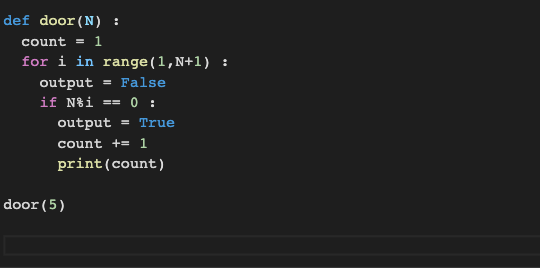 def door(N) :
  count = 1
  for i in range(1,N+1) :
    output = False
    if N%i == 0 :
      output = True
      count += 1
      print(count)

door(5)